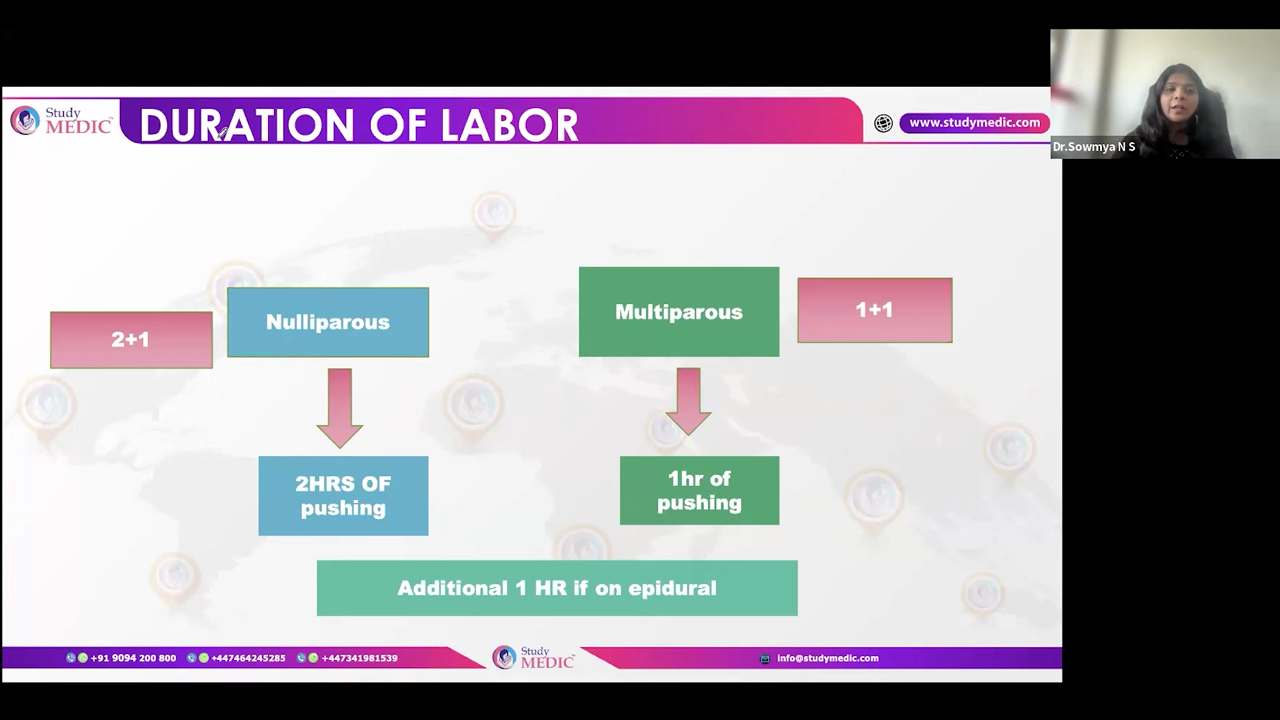 Study
MEDIC
DURATION OF LABOR
www.studymedic.com
Dr.Sowmya N S
2+1
Nulliparous
Multiparous
1+1
2HRS OF
pushing
1hr of
pushing
Additional 1 HR if on epidural
+91 9094 200 800
+447464245285
+447341981539
Study
MEDIC
info@studymedic.com